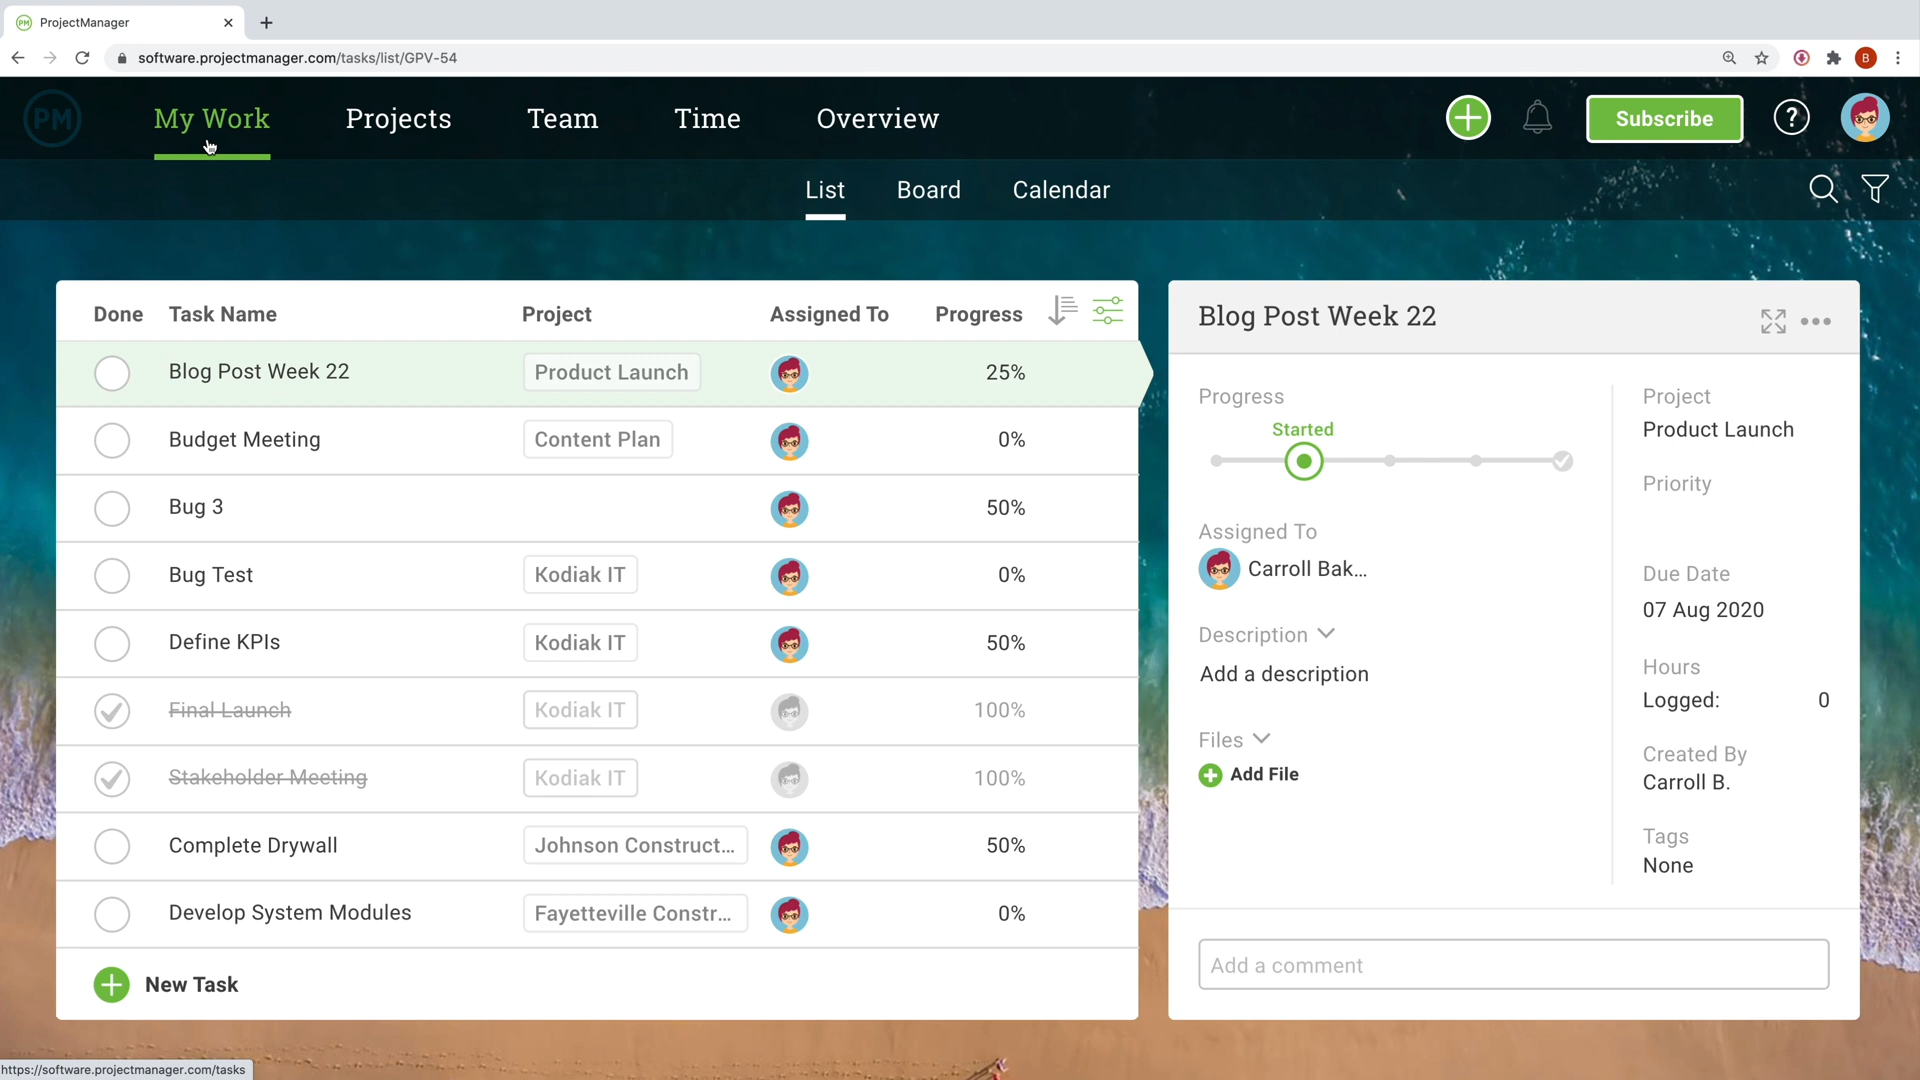 ProjectManager
software.projectmanager.com/tasks/list/GPV-54
B
PM
My Work
Projects
Team
Time
Overview
Subscribe
?
List
Board
Calendar
Done Task Name Project Assigned To Progress
Blog Post Week 22 Product Launch 25%
Budget Meeting Content Plan 0%
Bug 3 50%
Bug Test Kodiak IT 0%
Define KPIs Kodiak IT 50%
Final Launch Kodiak IT 100%
Stakeholder Meeting Kodiak IT 100%
Complete Drywall Johnson Construct... 50%
Develop System Modules Fayetteville Constr... 0%
New Task
Blog Post Week 22
Progress
Started
Assigned To
Carroll Bak...
Description
Add a description
Files
Add File
Project
Product Launch
Priority
Due Date
07 Aug 2020
Hours
Logged: 0
Created By
Carroll B.
Tags
None
Add a comment
https://software.projectmanager.com/tasks